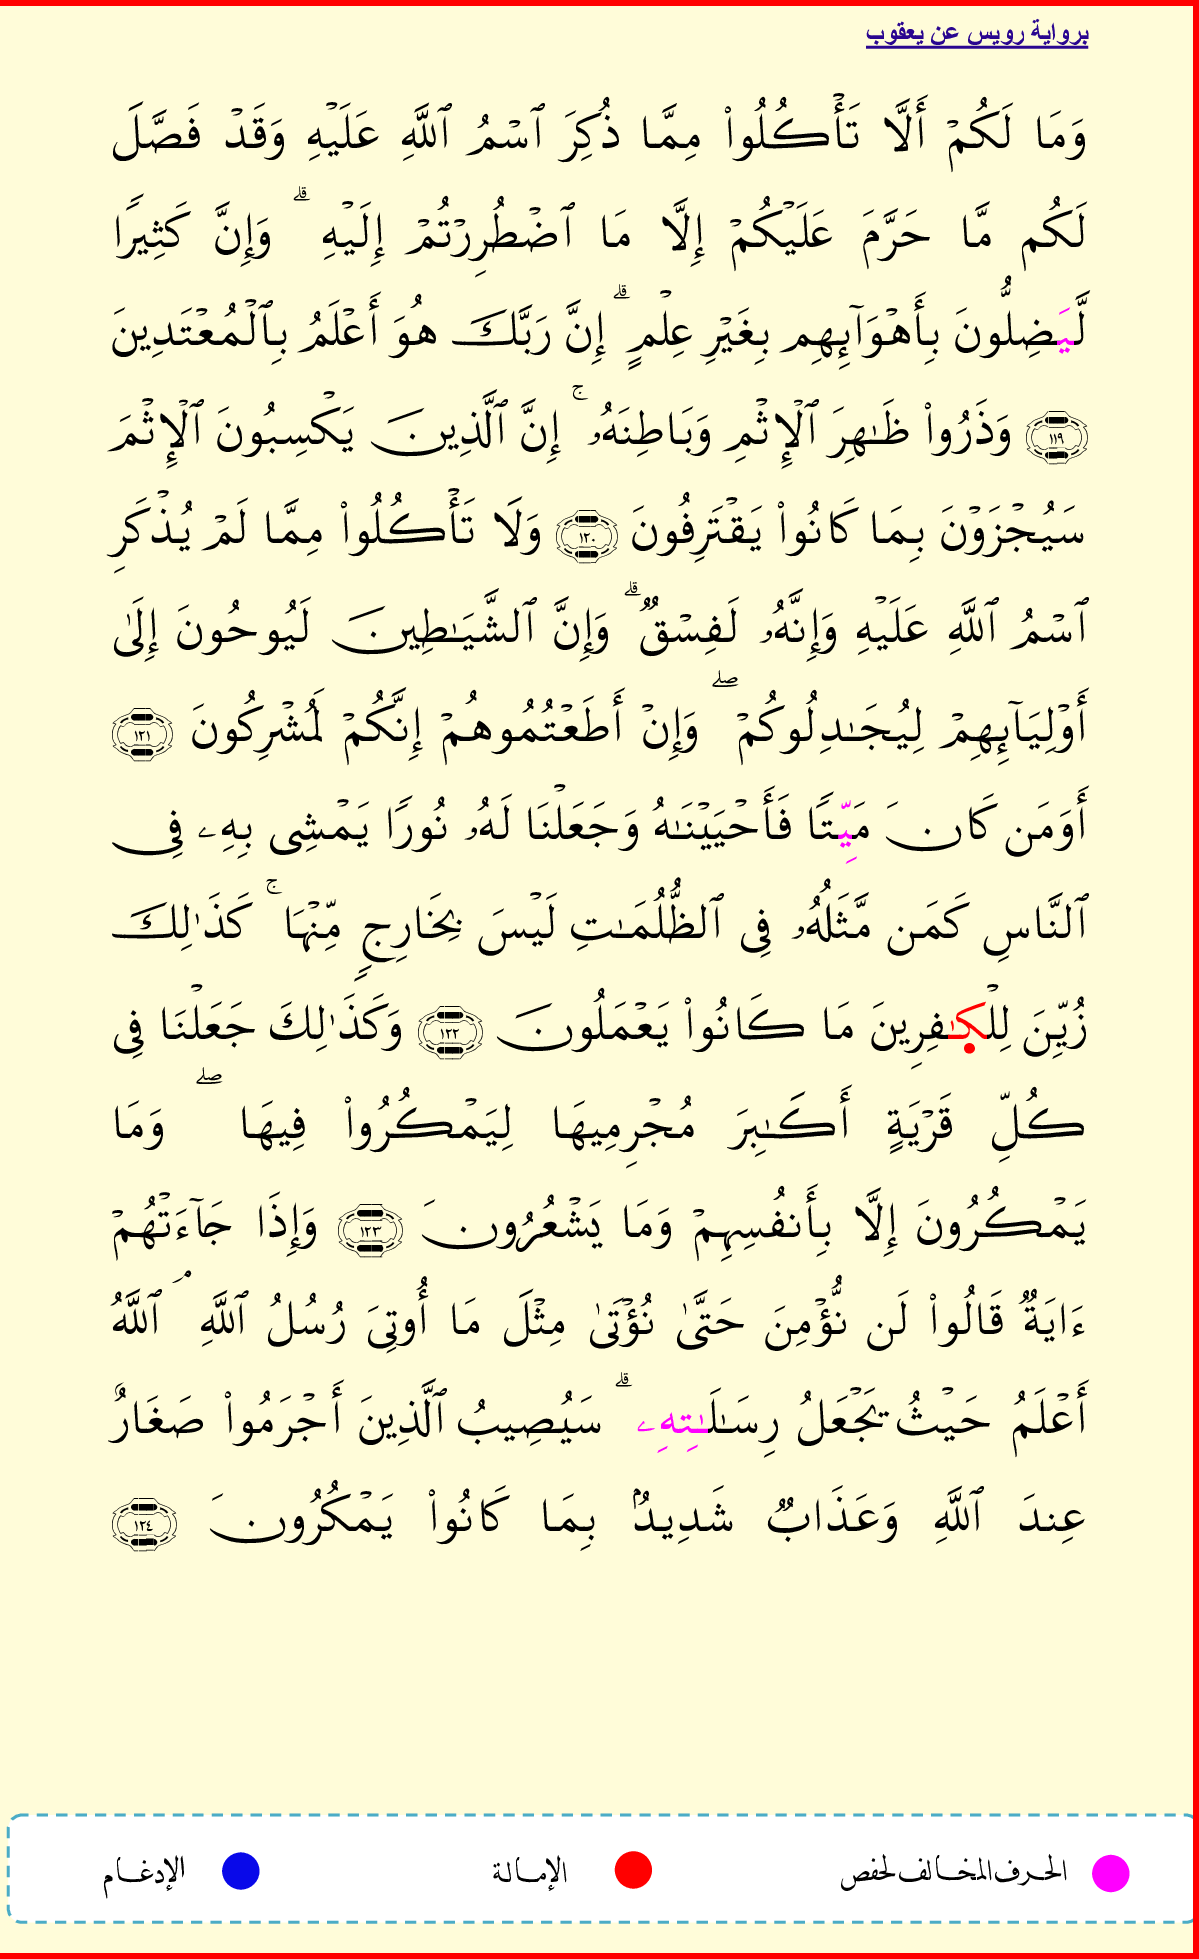 برواية رويس عن يعقوب
وَمَا لَكُمْ أَلَّا تَأْكُلُوا۟ مِمَّا ذُكِرَ ٱسْمُ ٱللَّهِ عَلَيْهِ وَقَدْ فَصَّلَ
لَكُم مَّا حَرَّمَ عَلَيْكُمْ إِلَّا مَا ٱضْطُرِرْتُمْ إِلَيْهِ ۗ وَإِنَّ كَثِيرًا
لَّيَضِلُّونَ بِأَهْوَآئِهِم بِغَيْرِ عِلْمٍ ۗ إِنَّ رَبَّكَ هُوَ أَعْلَمُ بِٱلْمُعْتَدِينَ
١١٩ وَذَرُوا۟ ظَـٰهِرَ ٱلْإِثْمِ وَبَاطِنَهُۥ ۚ إِنَّ ٱلَّذِينَ يَكْسِبُونَ ٱلْإِثْمَ
سَيُجْزَوْنَ بِمَا كَانُوا۟ يَقْتَرِفُونَ ١٢٠ وَلَا تَأْكُلُوا۟ مِمَّا لَمْ يُذْكَرِ
ٱسْمُ ٱللَّهِ عَلَيْهِ وَإِنَّهُۥ لَفِسْقٌ ۗ وَإِنَّ ٱلشَّيَـٰطِينَ لَيُوحُونَ إِلَىٰ
أَوْلِيَآئِهِمْ لِيُجَـٰدِلُوكُمْ ۖ وَإِنْ أَطَعْتُمُوهُمْ إِنَّكُمْ لَمُشْرِكُونَ ١٢١
أَوَمَن كَانَ مَيِّتًا فَأَحْيَيْنَـٰهُ وَجَعَلْنَا لَهُۥ نُورًا يَمْشِى بِهِۦ فِى
ٱلنَّاسِ كَمَن مَّثَلُهُۥ فِى ٱلظُّلُمَـٰتِ لَيْسَ بِخَارِجٍ مِّنْهَا ۚ كَذَٰلِكَ
زُيِّنَ لِلْكَـٰفِرِينَ مَا كَانُوا۟ يَعْمَلُونَ ١٢٢ وَكَذَٰلِكَ جَعَلْنَا فِى
كُلِّ قَرْيَةٍ أَكَـٰبِرَ مُجْرِمِيهَا لِيَمْكُرُوا۟ فِيهَا ۖ وَمَا
يَمْكُرُونَ إِلَّا بِأَنفُسِهِمْ وَمَا يَشْعُرُونَ ١٢٣ وَإِذَا جَآءَتْهُمْ
ءَايَةٌ قَالُوا۟ لَن نُّؤْمِنَ حَتَّىٰ نُؤْتَىٰ مِثْلَ مَا أُوتِىَ رُسُلُ ٱللَّهِ ۘ ٱللَّهُ
أَعْلَمُ حَيْثُ يَجْعَلُ رِسَـٰلَـٰتِهِۦ ۗ سَيُصِيبُ ٱلَّذِينَ أَجْرَمُوا۟ صَغَارٌ
عِندَ ٱللَّهِ وَعَذَابٌ شَدِيدٌۢ بِمَا كَانُوا۟ يَمْكُرُونَ ١٢٤
الحرف المخالف لحفص الإمالة الإدغام